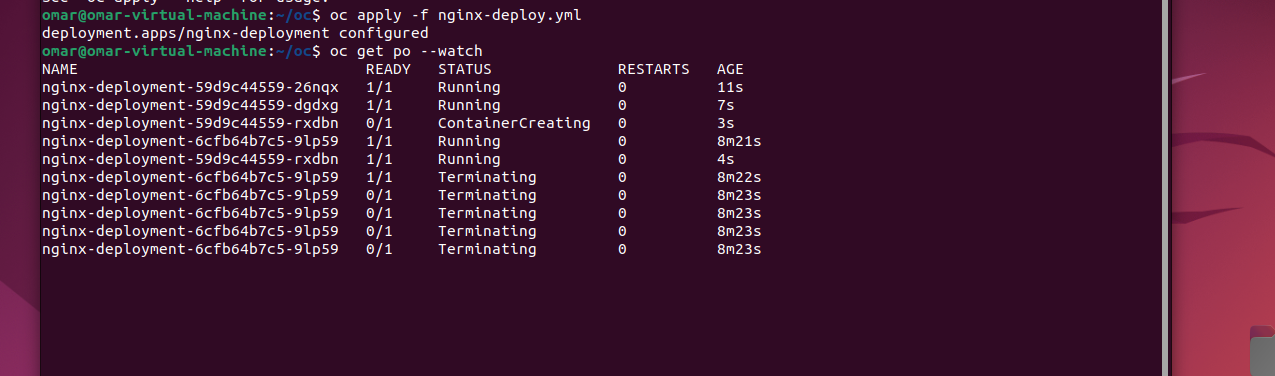 see 'oc apply --help' for usage.
omar@omar-virtual-machine:~/oc$ oc apply -f nginx-deploy.yml
deployment.apps/nginx-deployment configured
omar@omar-virtual-machine:~/oc$ oc get po --watch
NAME READY STATUS RESTARTS AGE
nginx-deployment-59d9c44559-26nqx 1/1 Running 0 11s
nginx-deployment-59d9c44559-dgdxg 1/1 Running 0 7s
nginx-deployment-59d9c44559-rxdbn 0/1 ContainerCreating 0 3s
nginx-deployment-6cfb64b7c5-9lp59 1/1 Running 0 8m21s
nginx-deployment-59d9c44559-rxdbn 1/1 Running 0 4s
nginx-deployment-6cfb64b7c5-9lp59 1/1 Terminating 0 8m22s
nginx-deployment-6cfb64b7c5-9lp59 0/1 Terminating 0 8m23s
nginx-deployment-6cfb64b7c5-9lp59 0/1 Terminating 0 8m23s
nginx-deployment-6cfb64b7c5-9lp59 0/1 Terminating 0 8m23s
nginx-deployment-6cfb64b7c5-9lp59 0/1 Terminating 0 8m23s